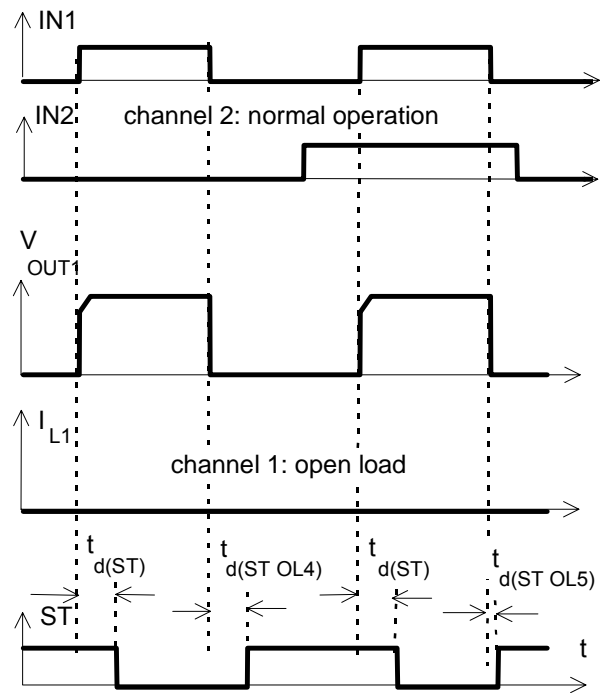 IN1
IN2
channel 2: normal operation
V
OUT1
I L1
channel 1: open load
t d(ST)
t d(ST OL4)
t d(ST)
t d(ST OL5)
ST
t